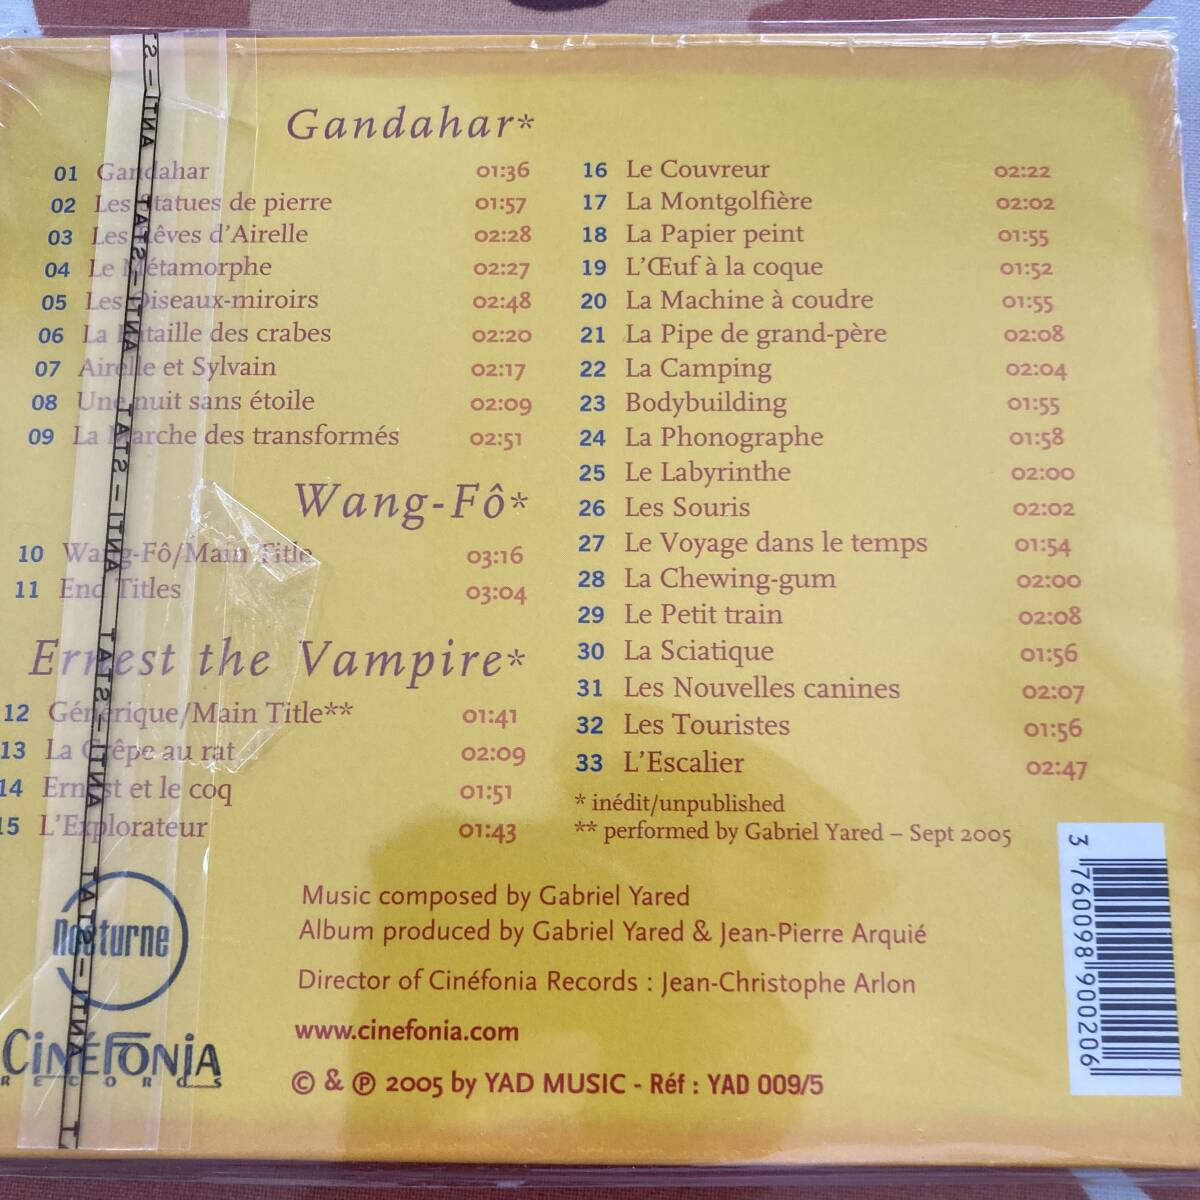 Gandahar*
01 Gandahar 01:36
02 Les Statues de pierre 01:57
03 Les Rêves d'Airelle 02:28
04 Le Métamorphe 02:27
05 Les Oiseaux-miroirs 02:48
06 La Bataille des crabes 02:20
07 Airelle et Sylvain 02:17
08 Une nuit sans étoile 02:09
09 La Marche des transformés 02:51
Wang-Fô*
10 Wang-Fô/Main Title 03:16
11 End Titles 03:04
Ernest the Vampire*
12 Générique/Main Title** 01:41
13 La Crêpe au rat 02:09
14 Ernest et le coq 01:51
15 L'Explorateur 01:43
16 Le Couvreur 02:22
17 La Montgolfière 02:02
18 La Papier peint 01:55
19 L'Œuf à la coque 01:52
20 La Machine à coudre 01:55
21 La Pipe de grand-père 02:08
22 La Camping 02:04
23 Bodybuilding 01:55
24 La Phonographe 01:58
25 Le Labyrinthe 02:00
26 Les Souris 02:02
27 Le Voyage dans le temps 01:54
28 La Chewing-gum 02:00
29 Le Petit train 02:08
30 La Sciatique 01:56
31 Les Nouvelles canines 02:07
32 Les Touristes 01:56
33 L'Escalier 02:47
* inédit/unpublished
** performed by Gabriel Yared – Sept 2005
Music composed by Gabriel Yared
Album produced by Gabriel Yared & Jean-Pierre Arquié
Director of Cinéfonia Records : Jean-Christophe Arlon
www.cinefonia.com
© & ℗ 2005 by YAD MUSIC - Réf : YAD 009/5
Nocturne
CINÉFONIA
RECORDS
3 760098 900206
ANTI–STAT ANTI–STAT ANTI–STAT ANTI–STAT